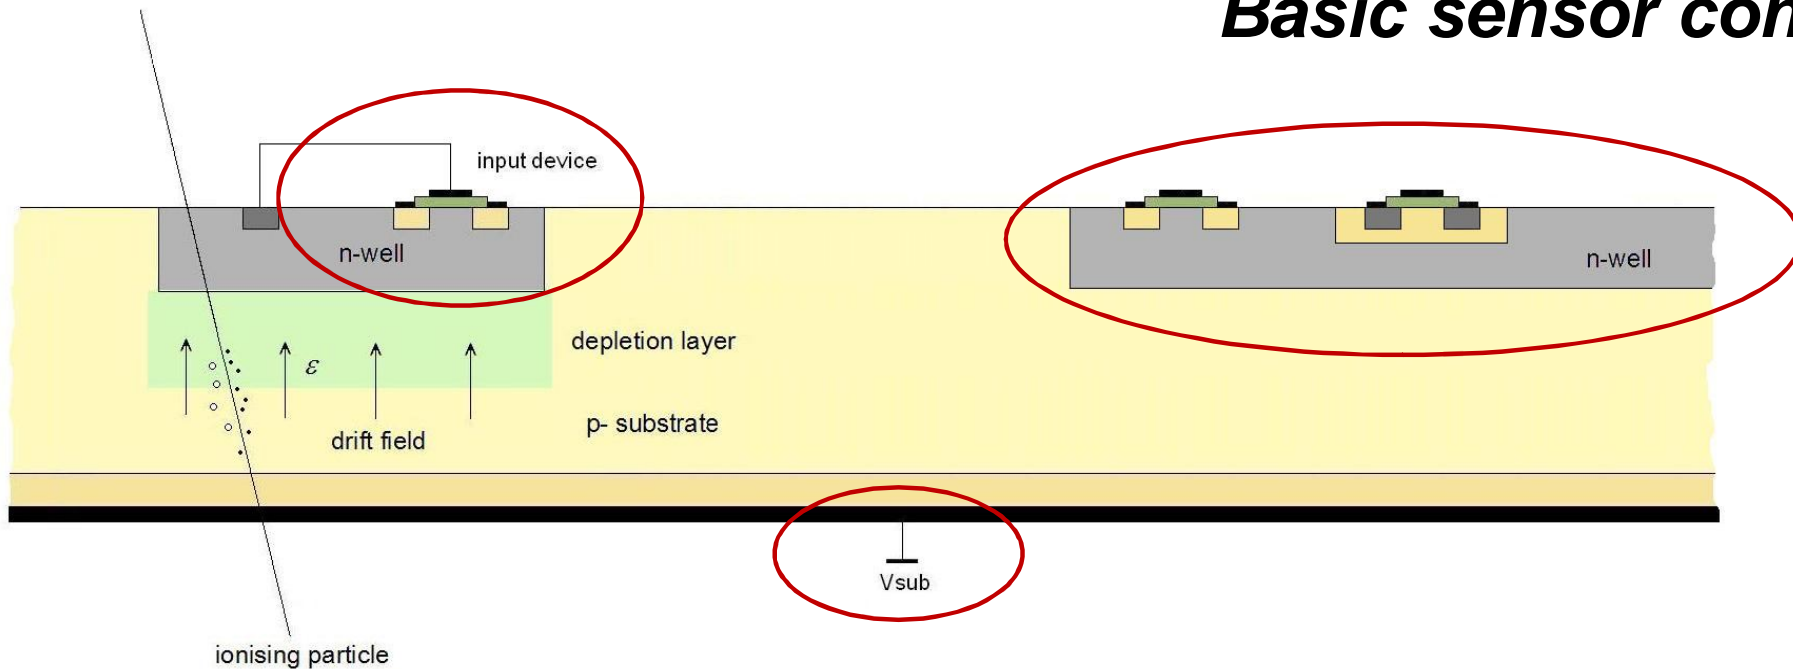 Basic sensor con
input device
n-well
n-well
depletion layer
ε
p- substrate
drift field
Vsub
ionising particle